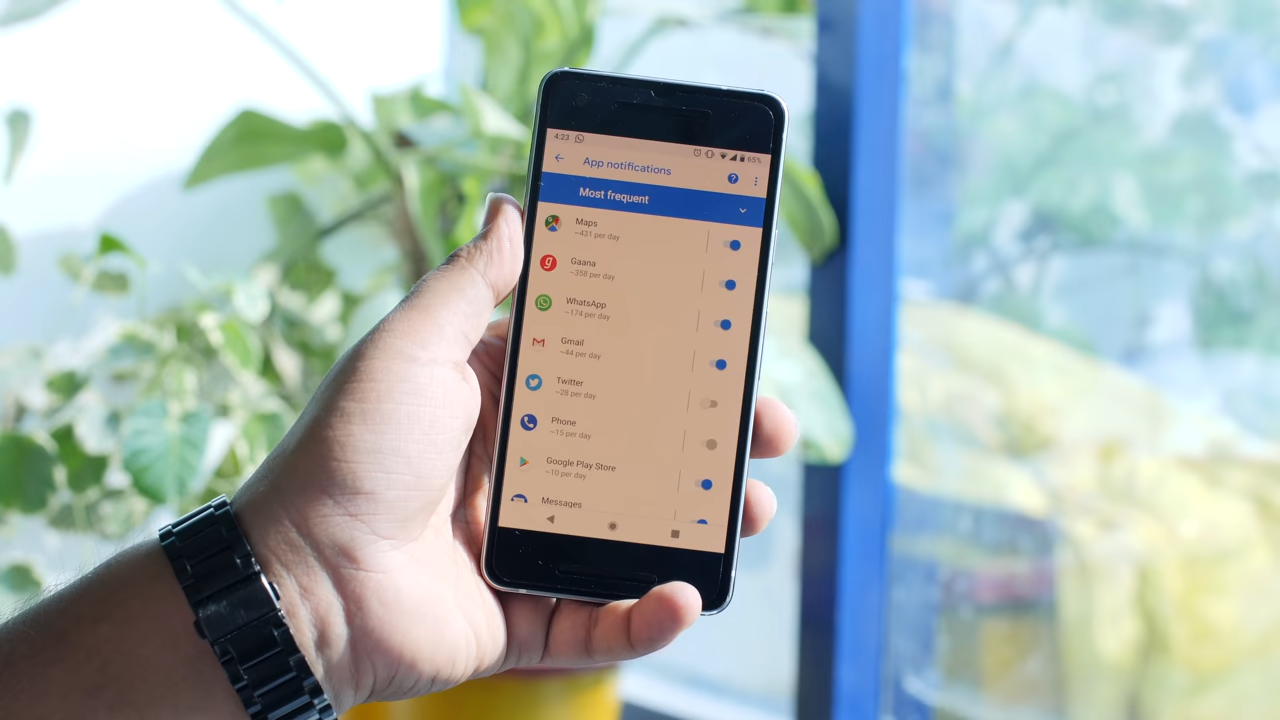 4:23 65%
App notifications
Most frequent
Maps
~431 per day
Gaana
~358 per day
WhatsApp
~174 per day
Gmail
~44 per day
Twitter
~28 per day
Phone
~15 per day
Google Play Store
~10 per day
Messages